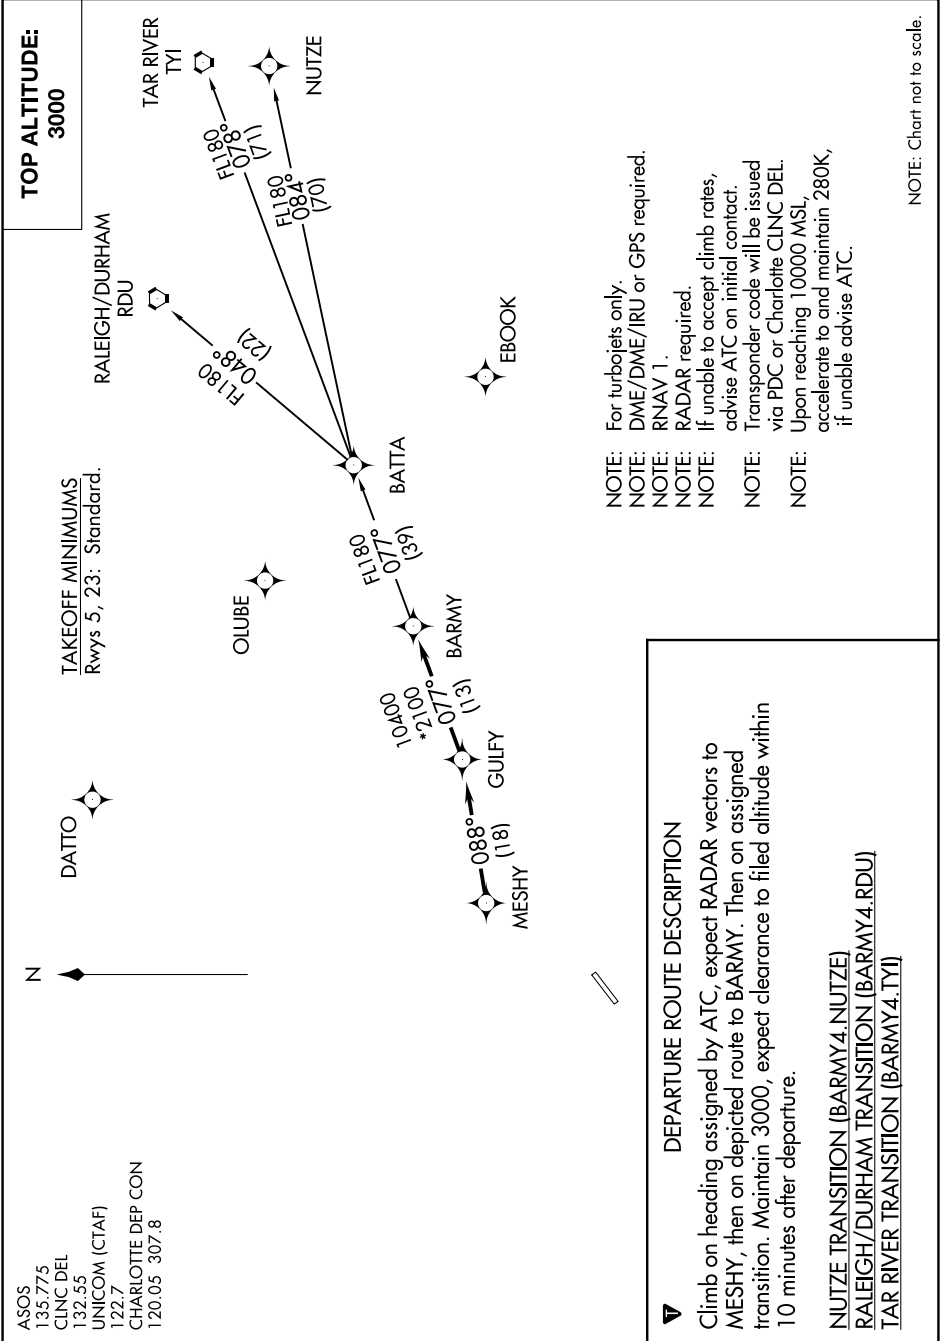 ASOS
135.775
CLNC DEL
132.55
UNICOM (CTAF)
122.7
CHARLOTTE DEP CON
120.05 307.8
TOP ALTITUDE:
3000
TAKEOFF MINIMUMS
Rwys 5, 23: Standard.
N
DATTO
OLUBE
RALEIGH/DURHAM
RDU
TAR RIVER
TYI
NUTZE
FL180
048°
(22)
FL180
078°
(71)
FL180
084°
(70)
BATTA
EBOOK
FL180
077°
(39)
BARMY
10400
*2100
077°
(13)
GULFY
088°
(18)
MESHY
NOTE: For turbojets only.
NOTE: DME/DME/IRU or GPS required.
NOTE: RNAV 1.
NOTE: RADAR required.
NOTE: If unable to accept climb rates,
advise ATC on initial contact.
NOTE: Transponder code will be issued
via PDC or Charlotte CLNC DEL.
NOTE: Upon reaching 10000 MSL,
accelerate to and maintain 280K,
if unable advise ATC.
NOTE: Chart not to scale.
T
DEPARTURE ROUTE DESCRIPTION
Climb on heading assigned by ATC, expect RADAR vectors to
MESHY, then on depicted route to BARMY. Then on assigned
transition. Maintain 3000, expect clearance to filed altitude within
10 minutes after departure.
NUTZE TRANSITION (BARMY4.NUTZE)
RALEIGH/DURHAM TRANSITION (BARMY4.RDU)
TAR RIVER TRANSITION (BARMY4.TYI)